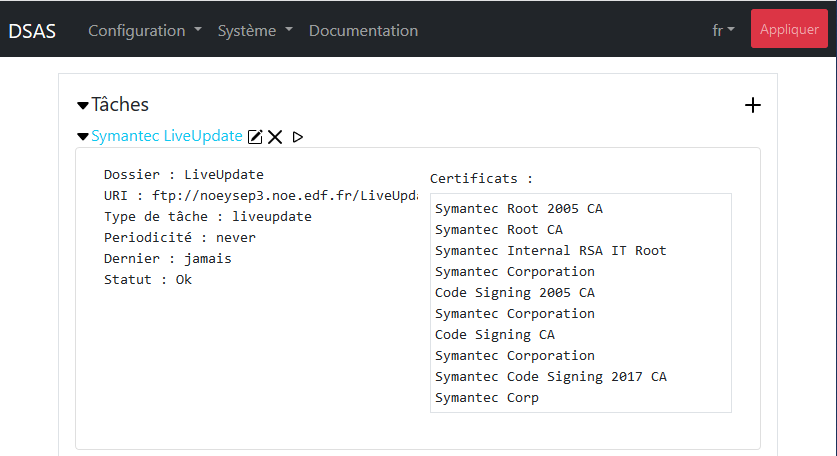 DSAS Configuration Système Documentation fr Appliquer
Tâches
Symantec LiveUpdate
Dossier : LiveUpdate
URI : ftp://noeysep3.noe.edf.fr/LiveUpda
Type de tâche : liveupdate
Periodicité : never
Dernier : jamais
Statut : Ok
Certificats :
Symantec Root 2005 CA
Symantec Root CA
Symantec Internal RSA IT Root
Symantec Corporation
Code Signing 2005 CA
Symantec Corporation
Code Signing CA
Symantec Corporation
Symantec Code Signing 2017 CA
Symantec Corp